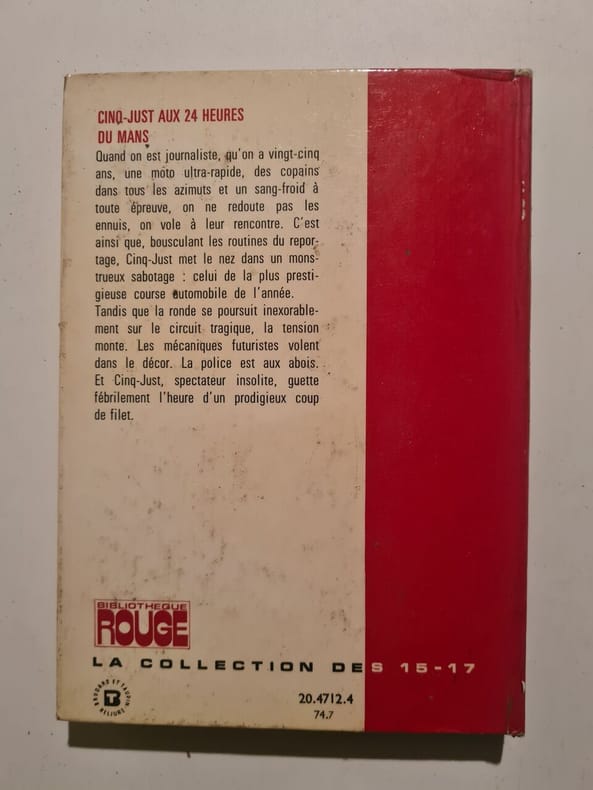 CINQ-JUST AUX 24 HEURES
DU MANS
Quand on est journaliste, qu'on a vingt-cinq
ans, une moto ultra-rapide, des copains
dans tous les azimuts et un sang-froid à
toute épreuve, on ne redoute pas les
ennuis, on vole à leur rencontre. C'est
ainsi que, bousculant les routines du repor-
tage, Cinq-Just met le nez dans un mons-
trueux sabotage : celui de la plus presti-
gieuse course automobile de l'année.
Tandis que la ronde se poursuit inexorable-
ment sur le circuit tragique, la tension
monte. Les mécaniques futuristes volent
dans le décor. La police est aux abois.
Et Cinq-Just, spectateur insolite, guette
fébrilement l'heure d'un prodigieux coup
de filet.
BIBLIOTHEQUE
ROUGE
LA COLLECTION DES 15-17
BRODARD ET TAUPIN
RELIURE
BT
20.4712.4
74.7